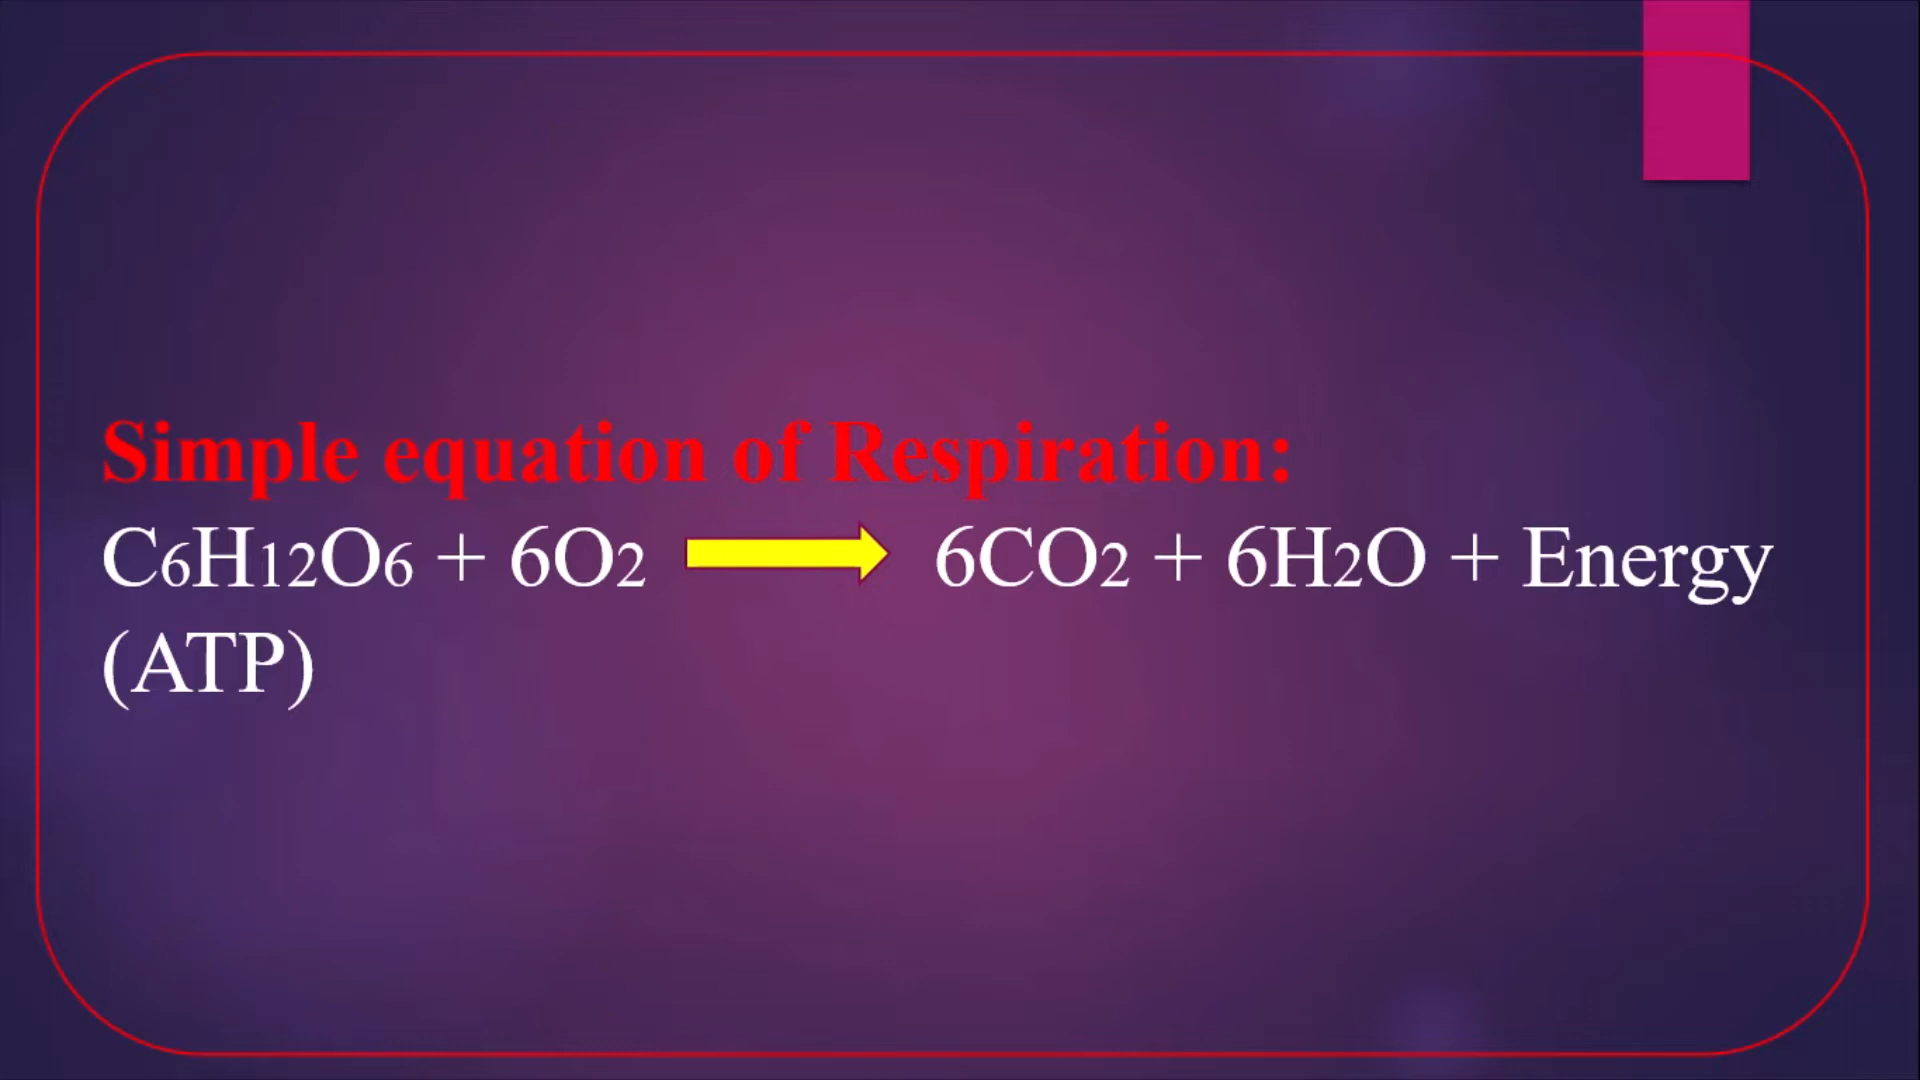 Simple equation of Respiration:
C6H12O6 + 6O2 6CO2 + 6H2O + Energy
(ATP)